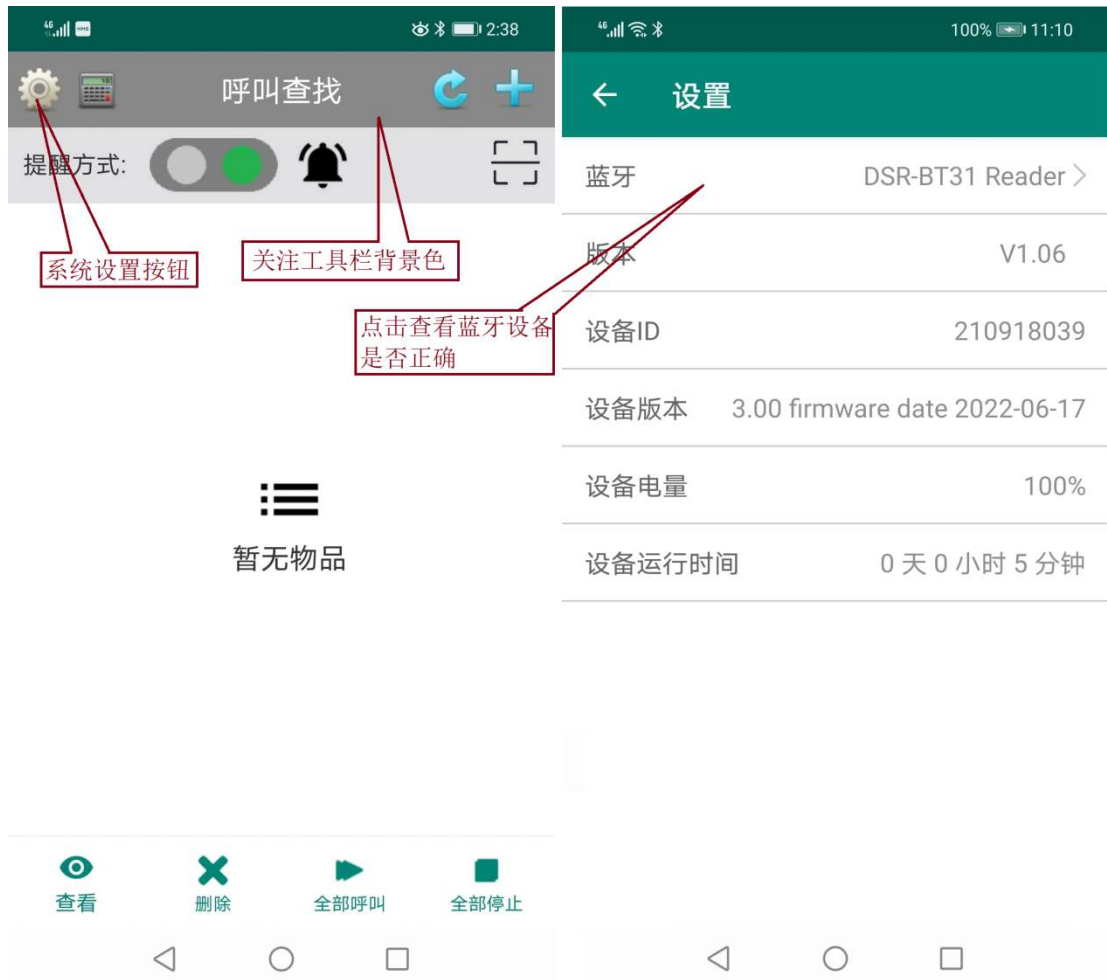 4G HMS 2:38
呼叫查找
提醒方式:
系统设置按钮
关注工具栏背景色
暂无物品
查看 删除 全部呼叫 全部停止
4G 100% 11:10
设置
蓝牙 DSR-BT31 Reader
版本 V1.06
点击查看蓝牙设备
是否正确
设备ID 210918039
设备版本 3.00 firmware date 2022-06-17
设备电量 100%
设备运行时间 0 天 0 小时 5 分钟